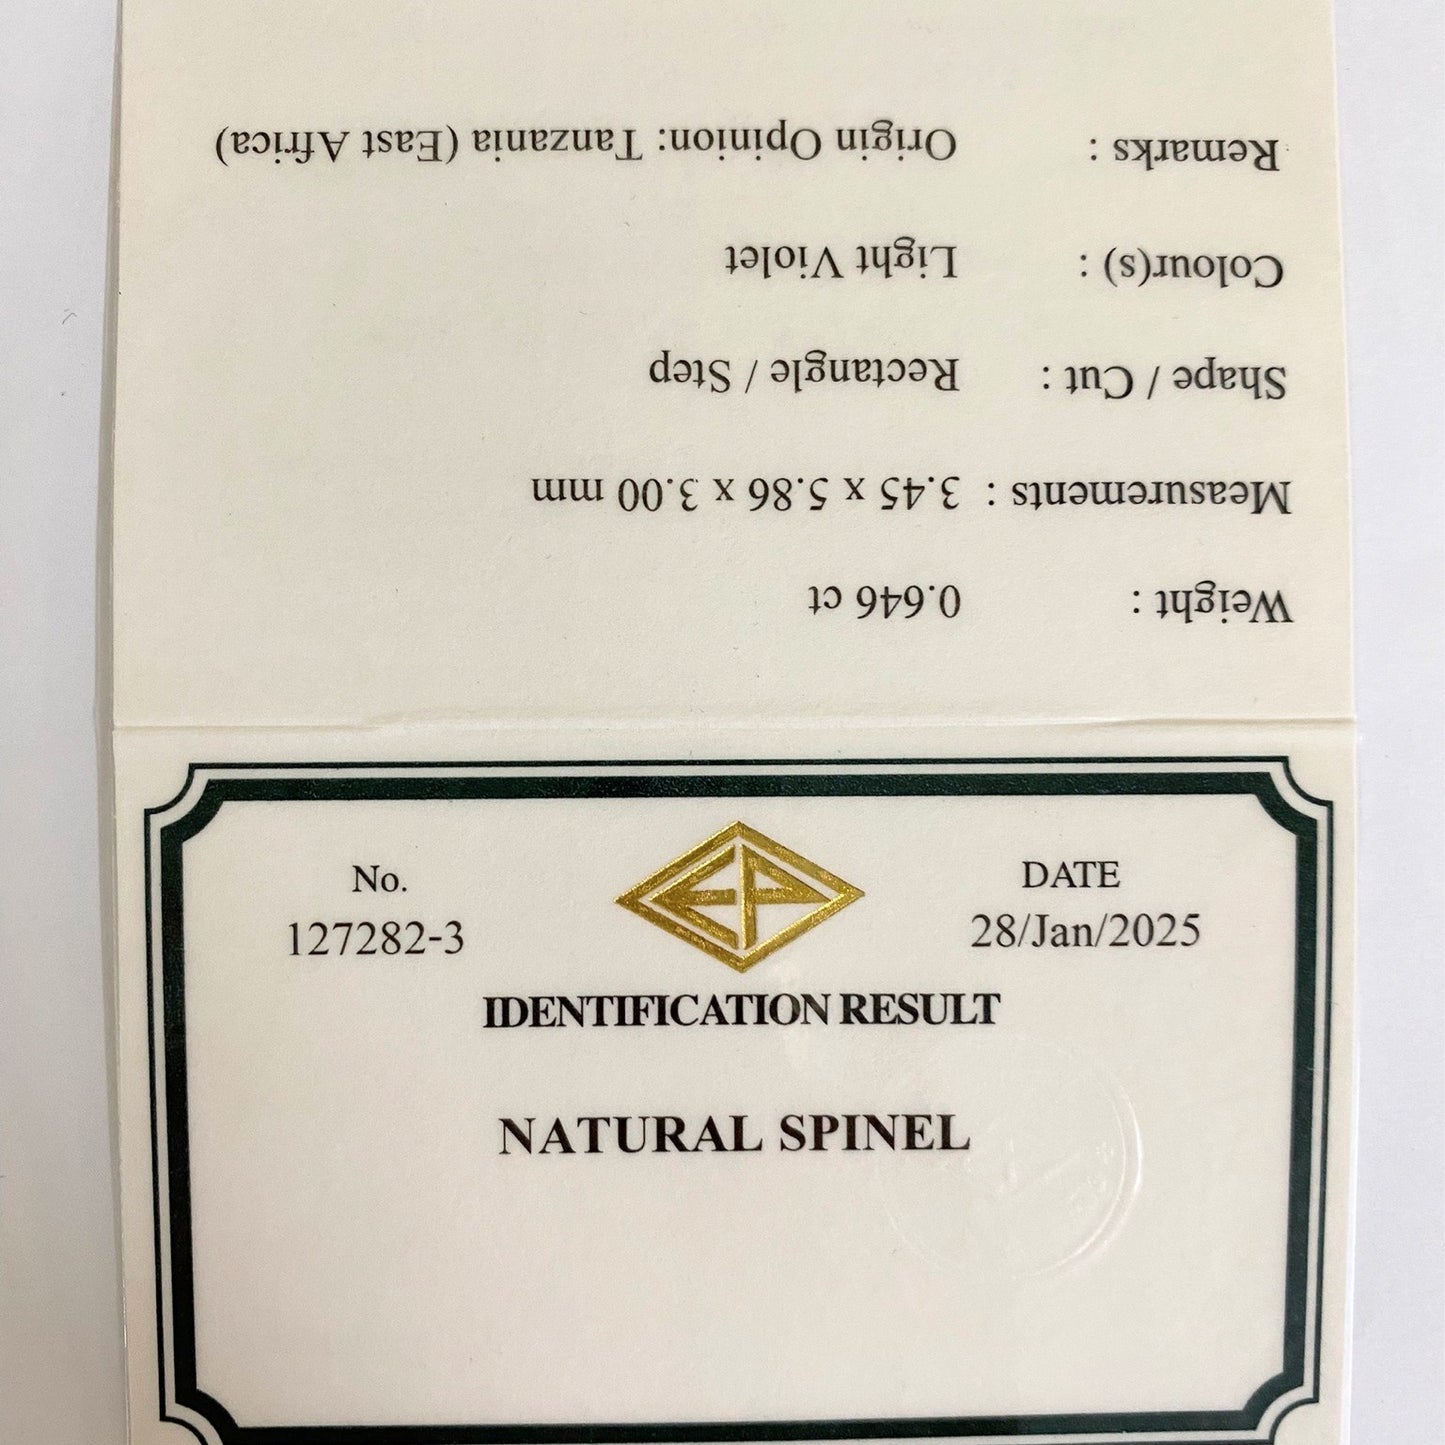 Weight : 0.646 ct
Measurements : 3.45 x 5.86 x 3.00 mm
Shape / Cut : Rectangle / Step
Colour(s) : Light Violet
Remarks : Origin Opinion: Tanzania (East Africa)
No. DATE
127282-3 28/Jan/2025
IDENTIFICATION RESULT
NATURAL SPINEL